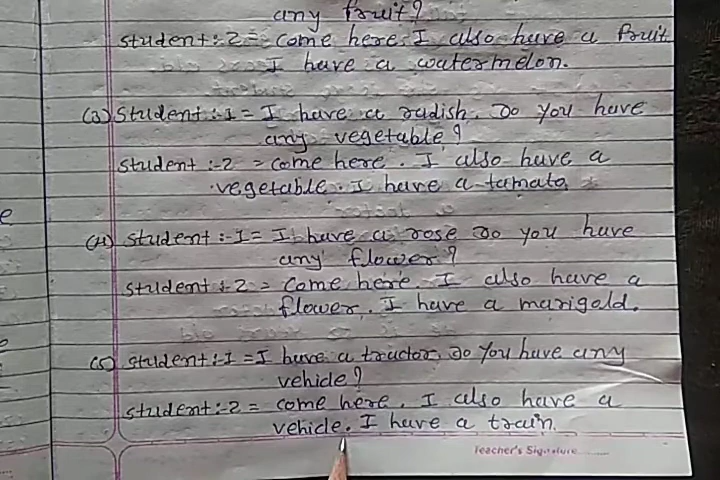 any fruit?
student:-2 = come here. I also have a fruit
I have a watermelon.
(3) Student :-1 = I have a radish. Do you have
any vegetable?
student :-2 = come here. I also have a
vegetable. I have a tamato.
(4) student :-1 = I have a rose Do you have
any flower?
student :-2 = come here. I also have a
flower. I have a marigold.
(5) student :-1 = I have a tractor, Do you have any
vehicle?
student :-2 = come here. I also have a
vehicle. I have a train.
Teacher's Signature